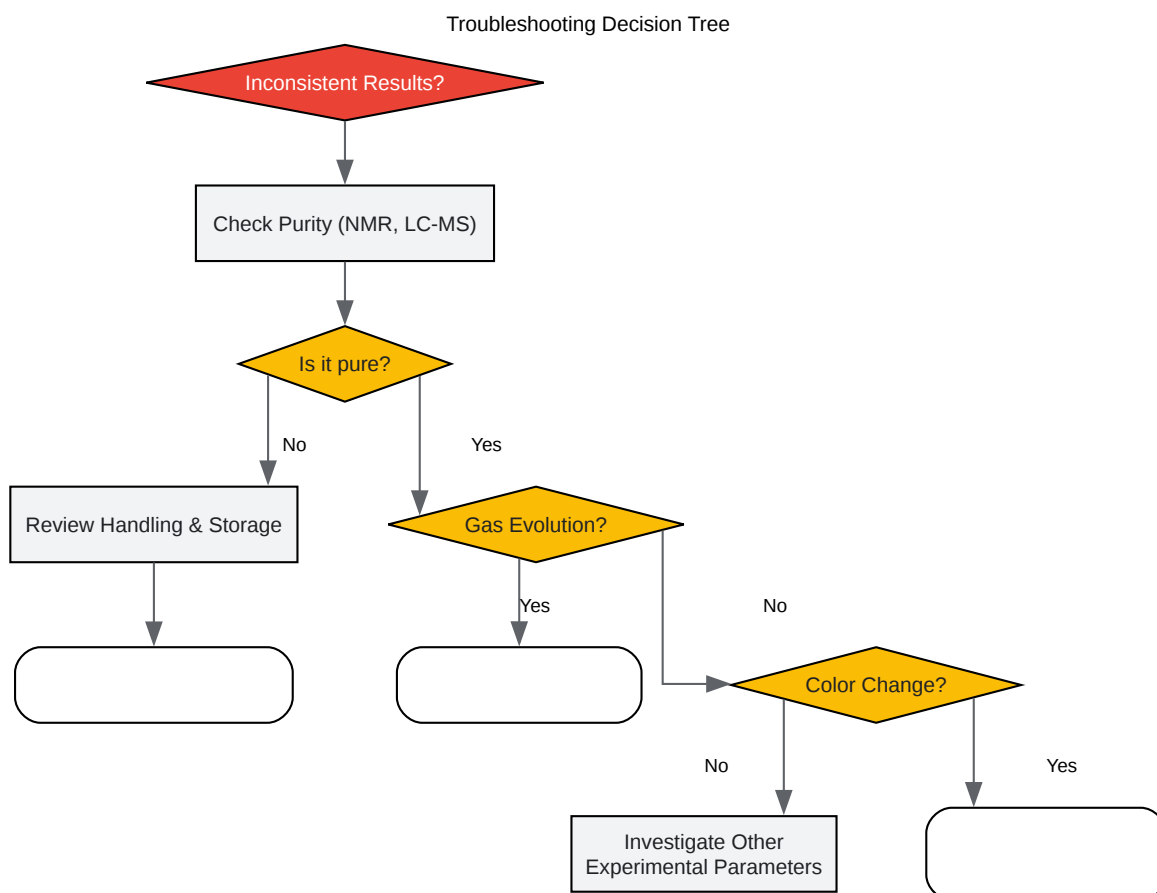 Troubleshooting Decision Tree
Inconsistent Results?
Check Purity (NMR, LC-MS)
Is it pure?
No
Yes
Review Handling & Storage
Gas Evolution?
Yes
No
Color Change?
No
Yes
Investigate Other
Experimental Parameters